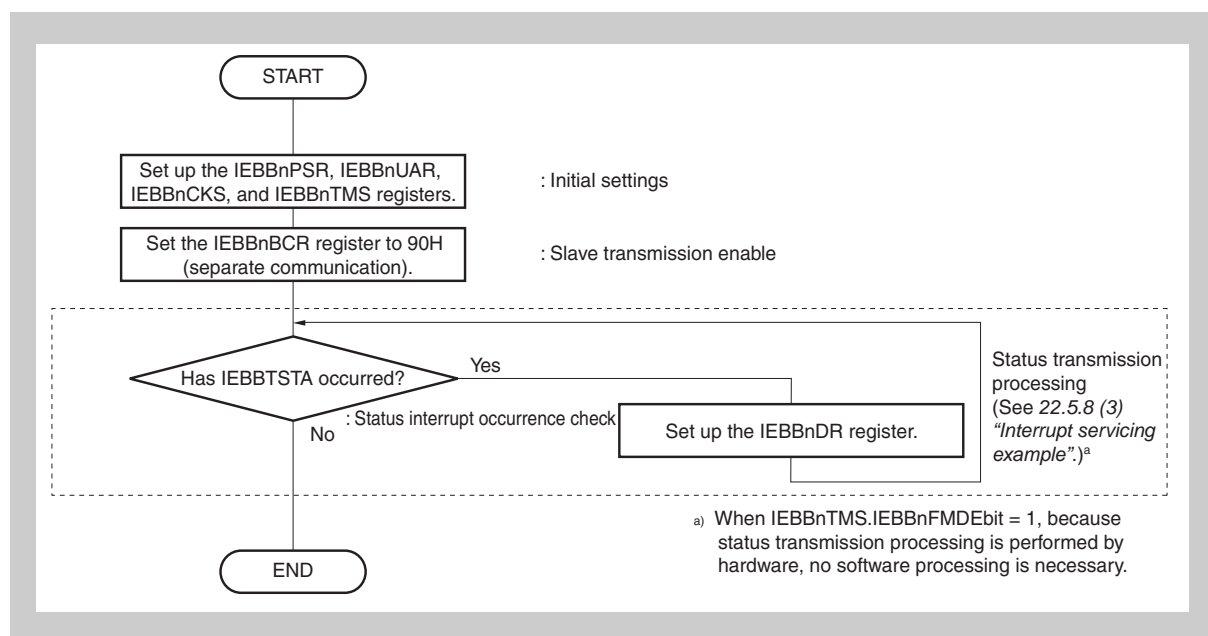 START
Set up the IEBBnPSR, IEBBnUAR,
IEBBnCKS, and IEBBnTMS registers.
: Initial settings
Set the IEBBnBCR register to 90H
(separate communication).
: Slave transmission enable
Has IEBBTSTA occurred?
Yes
: Status interrupt occurrence check
No
Set up the IEBBnDR register.
Status transmission
processing
(See 22.5.8 (3)
“Interrupt servicing
example”.)a
a) When IEBBnTMS.IEBBnFMDEbit = 1, because
status transmission processing is performed by
hardware, no software processing is necessary.
END